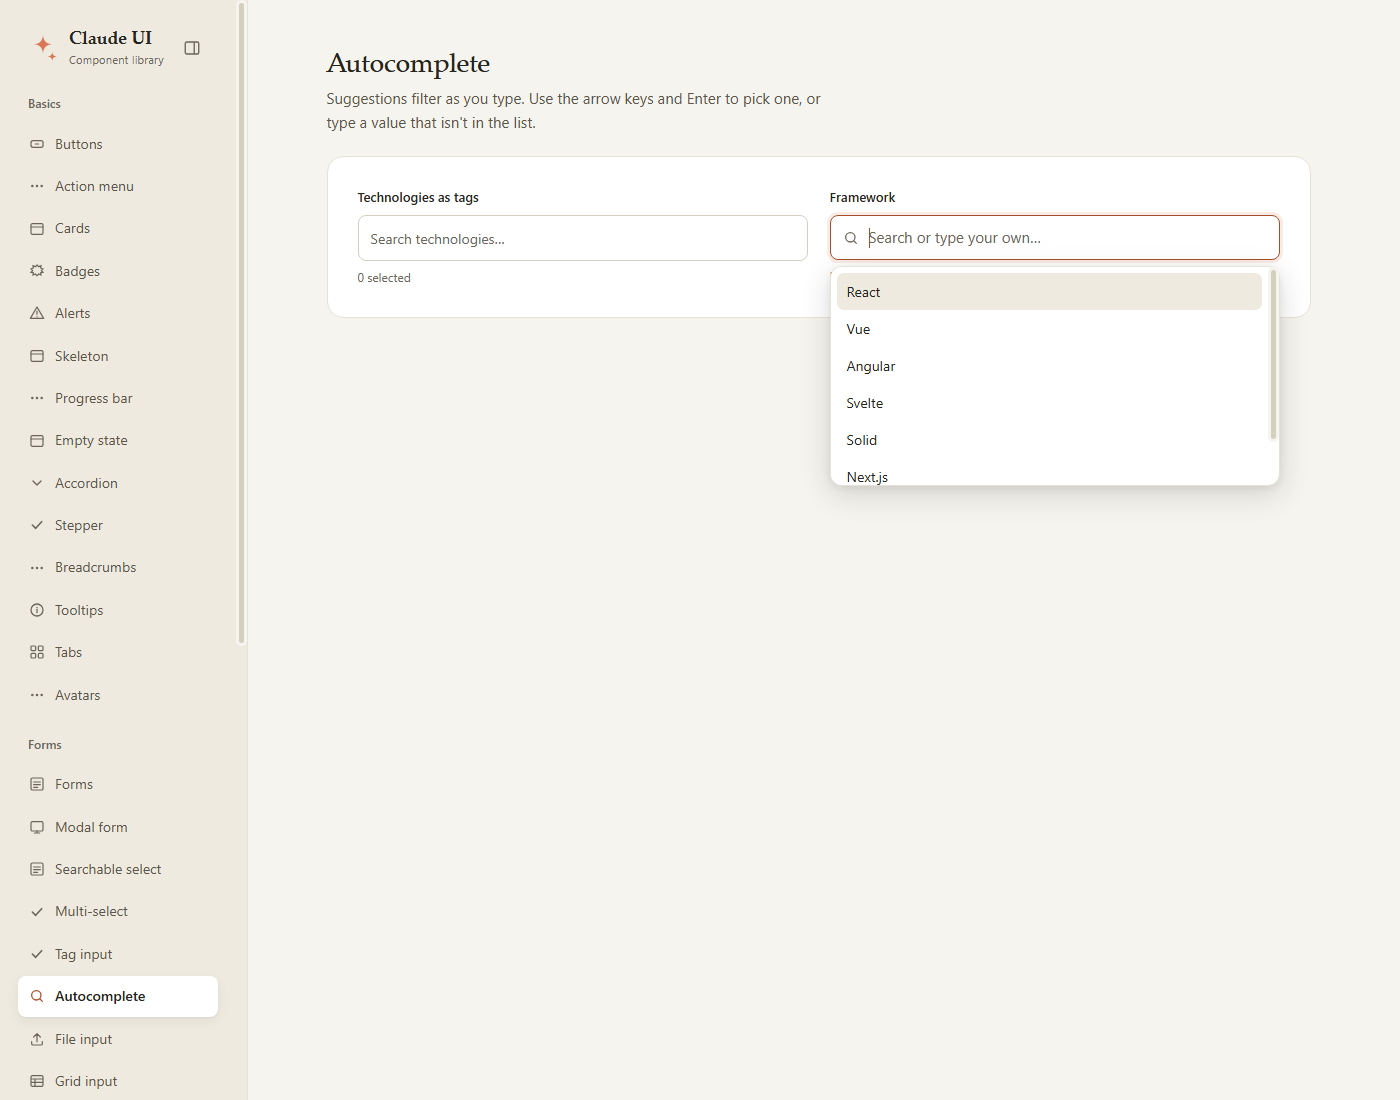 Claude UI
Component library
Basics
Buttons
Action menu
Cards
Badges
Alerts
Skeleton
Progress bar
Empty state
Accordion
Stepper
Breadcrumbs
Tooltips
Tabs
Avatars
Forms
Forms
Modal form
Searchable select
Multi-select
Tag input
Autocomplete
File input
Grid input
Autocomplete
Suggestions filter as you type. Use the arrow keys and Enter to pick one, or
type a value that isn't in the list.
Technologies as tags
Search technologies...
0 selected
Framework
Search or type your own...
React
Vue
Angular
Svelte
Solid
Next.js